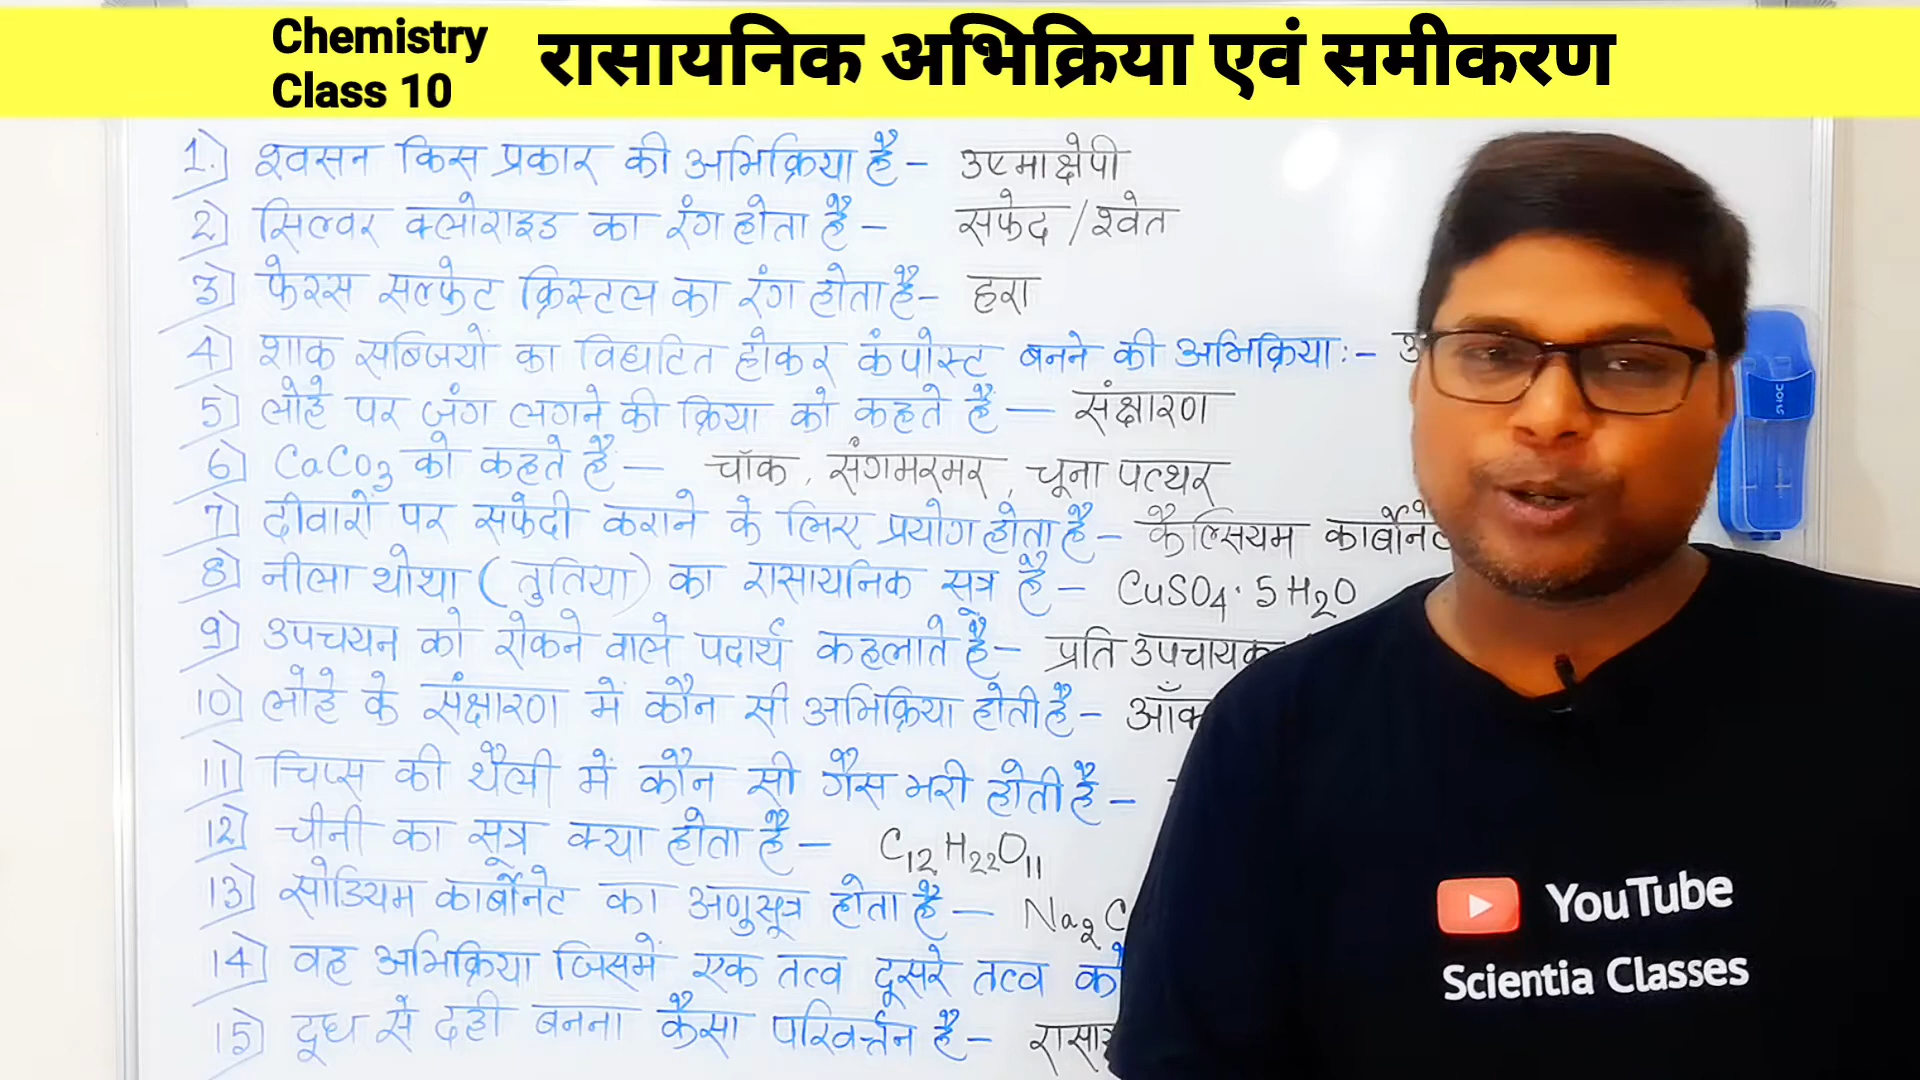 Chemistry
Class 10
रासायनिक अभिक्रिया एवं समीकरण
1.) श्वसन किस प्रकार की अभिक्रिया है - उष्माक्षेपी
2) सिल्वर क्लोराइड का रंग होता है - सफेद / श्वेत
3) फेरस सल्फेट क्रिस्टल का रंग होता है - हरा
4) शाक सब्जियों का विघटित होकर कंपोस्ट बनने की अभिक्रिया :- उ
5) लोहे पर जंग लगने की क्रिया को कहते हैं — संक्षारण
6) CaCO3 को कहते हैं — चॉक, संगमरमर, चूना पत्थर
7) दीवारों पर सफेदी कराने के लिए प्रयोग होता है - कैल्सियम कार्बोनेट
8) नीला थोथा (तुतिया) का रासायनिक सूत्र है - CuSO4·5H2O
9) उपचयन को रोकने वाले पदार्थ कहलाते हैं - प्रति उपचायक
10) लोहे के संक्षारण में कौन सी अभिक्रिया होती है - ऑक
11) चिप्स की थैली में कौन सी गैस भरी होती है -
12) चीनी का सूत्र क्या होता है - C12H22O11
13) सोडियम कार्बोनेट का अणुसूत्र होता है - Na2C
14) वह अभिक्रिया जिसमें एक तत्व दूसरे तत्व को
15) दूध से दही बनना कैसा परिवर्त्तन है - रासा
YouTube
Scientia Classes